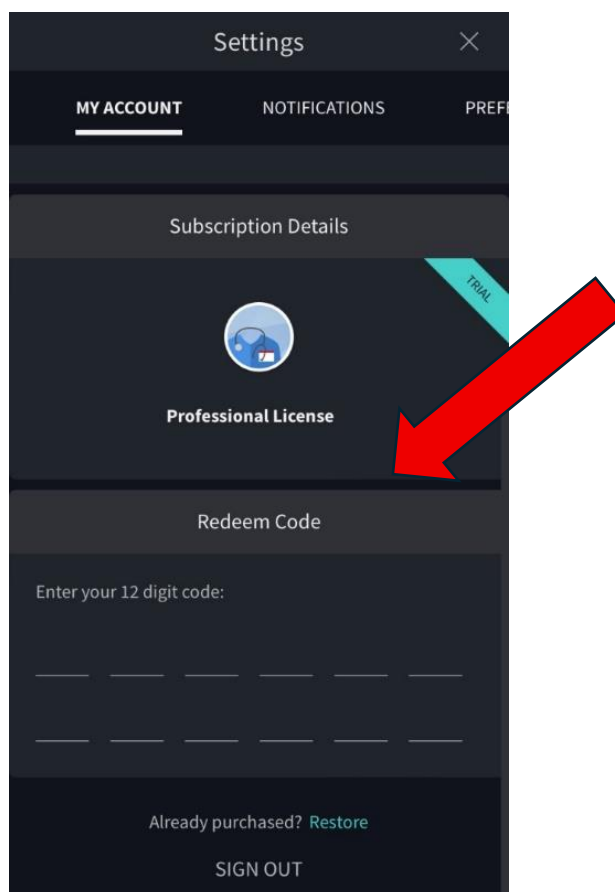 Settings
MY ACCOUNT NOTIFICATIONS PREFE
Subscription Details
TRIAL
Professional License
Redeem Code
Enter your 12 digit code:
Already purchased? Restore
SIGN OUT